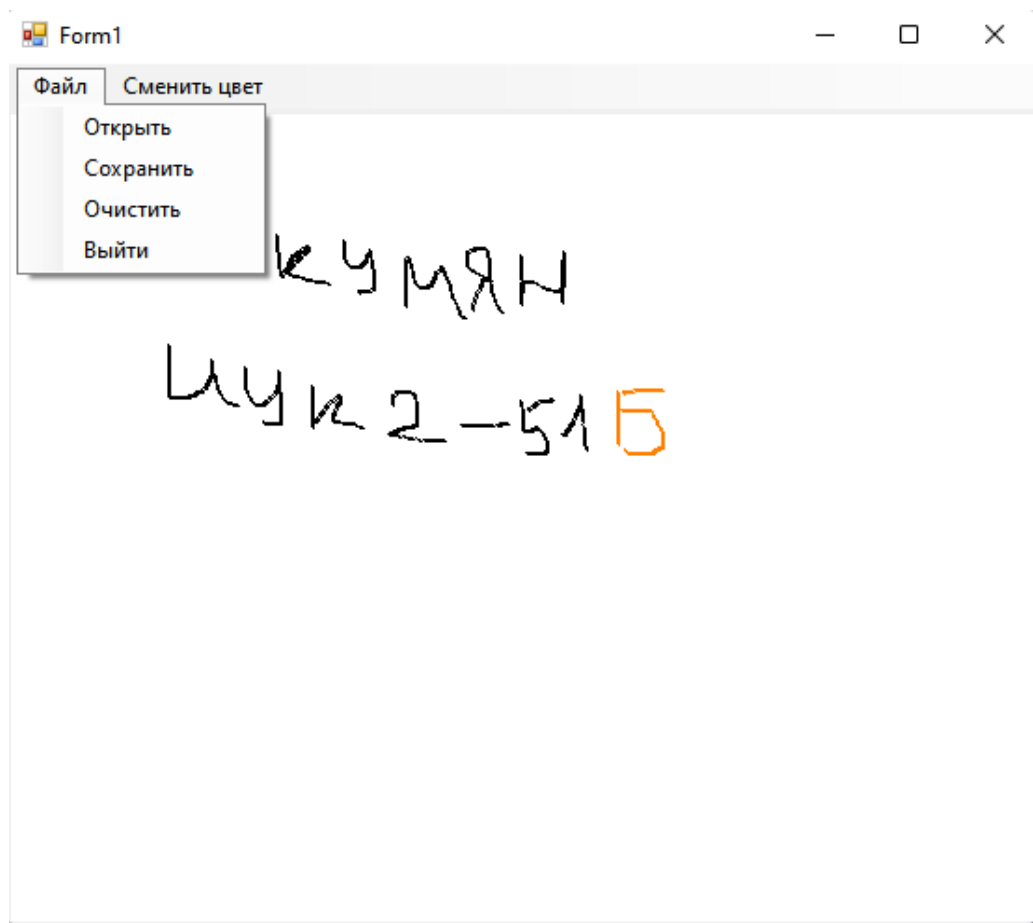 Form1
Файл Сменить цвет
Открыть
Сохранить
Очистить
Выйти
кумян
иук2-51Б